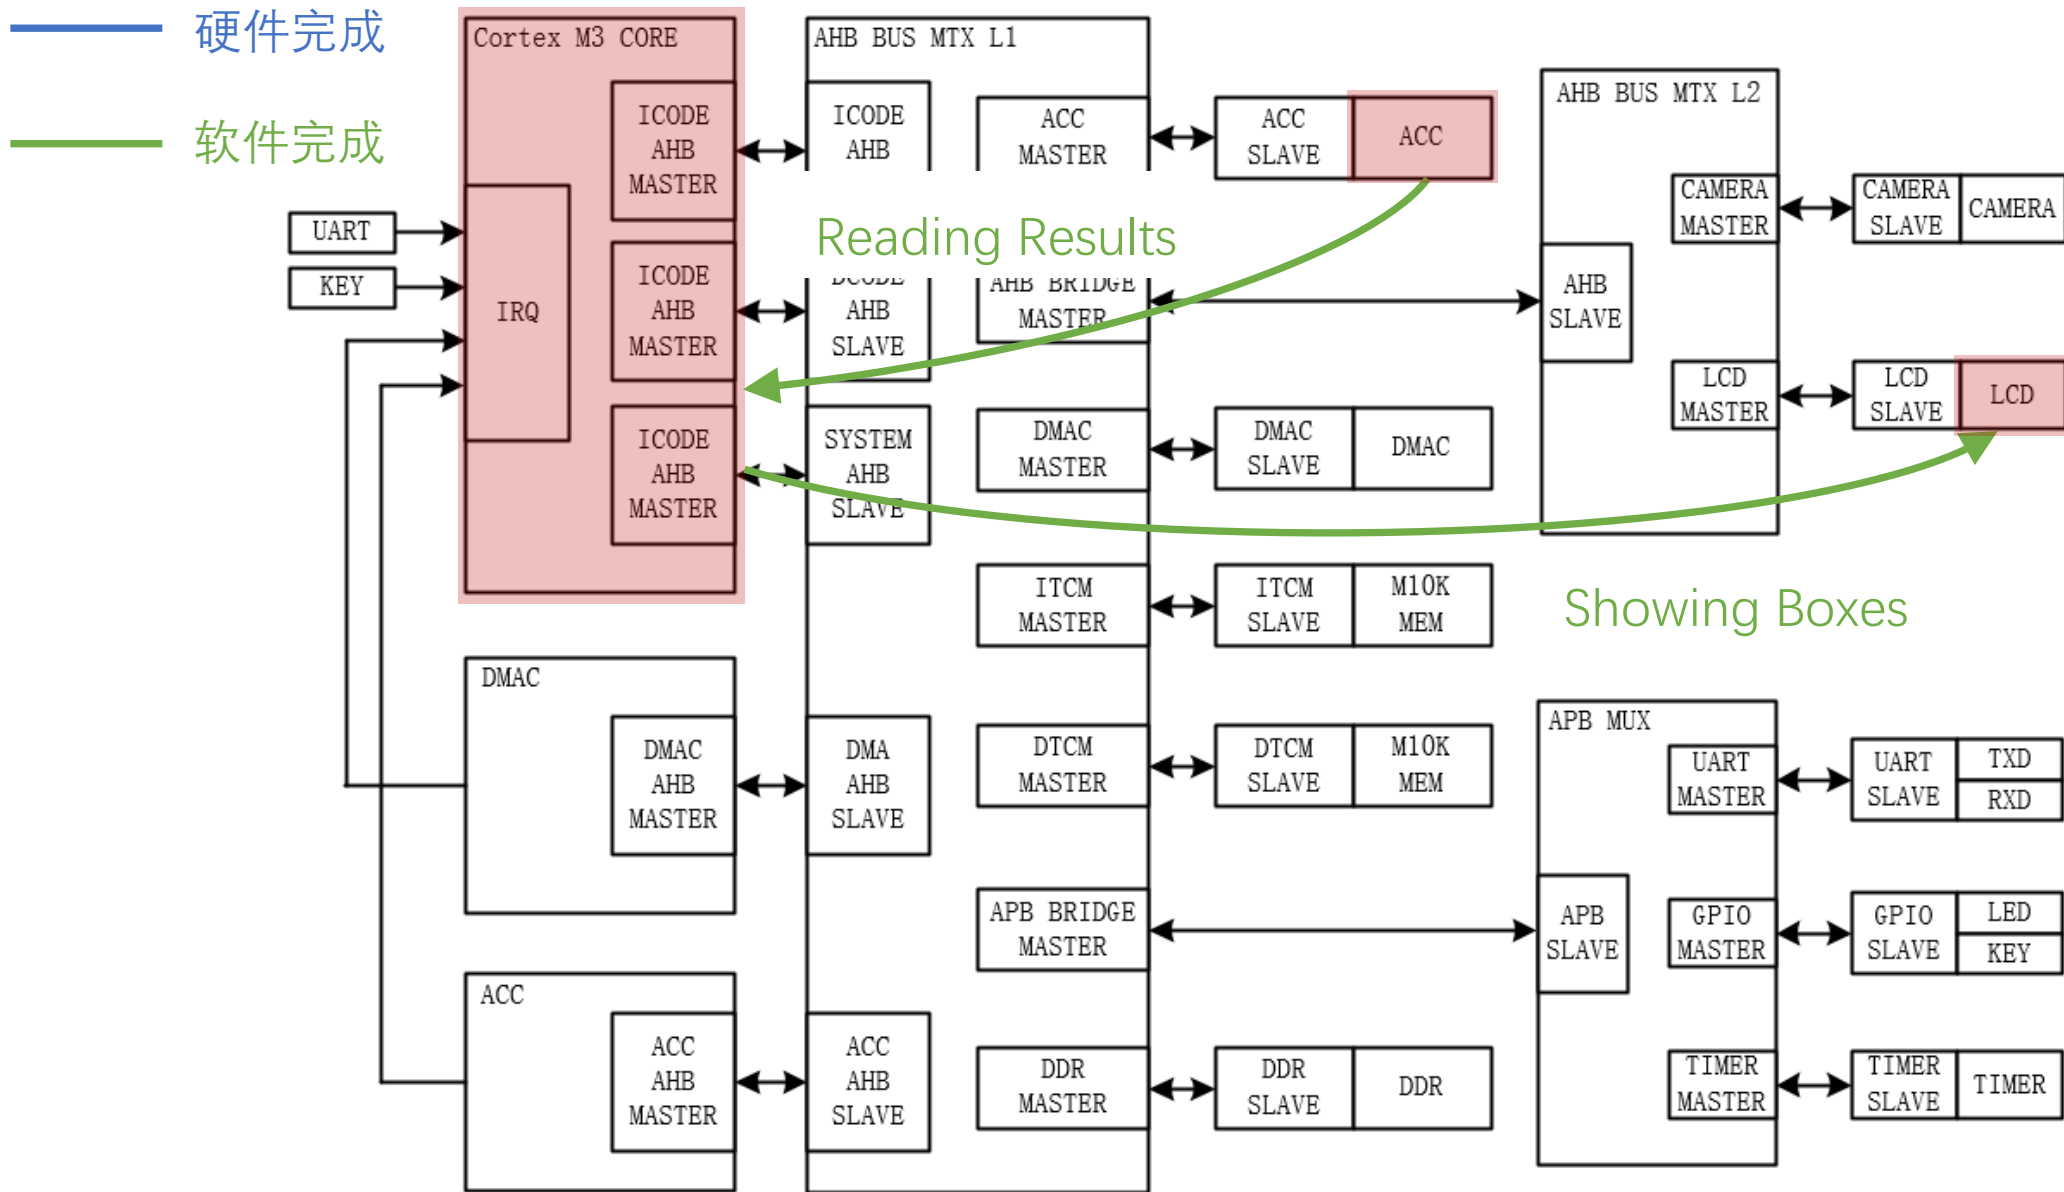 硬件完成
软件完成
Cortex M3 CORE
ICODE
AHB
MASTER
ICODE
AHB
MASTER
ICODE
AHB
MASTER
IRQ
UART
KEY
DMAC
DMAC
AHB
MASTER
ACC
ACC
AHB
MASTER
AHB BUS MTX L1
ICODE
AHB
DCODE
AHB
SLAVE
SYSTEM
AHB
SLAVE
DMA
AHB
SLAVE
ACC
AHB
SLAVE
ACC
MASTER
Reading Results
AHB BRIDGE
MASTER
DMAC
MASTER
ITCM
MASTER
DTCM
MASTER
APB BRIDGE
MASTER
DDR
MASTER
ACC
SLAVE
ACC
DMAC
SLAVE
DMAC
ITCM
SLAVE
M10K
MEM
DTCM
SLAVE
M10K
MEM
DDR
SLAVE
DDR
AHB BUS MTX L2
AHB
SLAVE
CAMERA
MASTER
CAMERA
SLAVE
CAMERA
LCD
MASTER
LCD
SLAVE
LCD
Showing Boxes
APB MUX
APB
SLAVE
UART
MASTER
UART
SLAVE
TXD
RXD
GPIO
MASTER
GPIO
SLAVE
LED
KEY
TIMER
MASTER
TIMER
SLAVE
TIMER